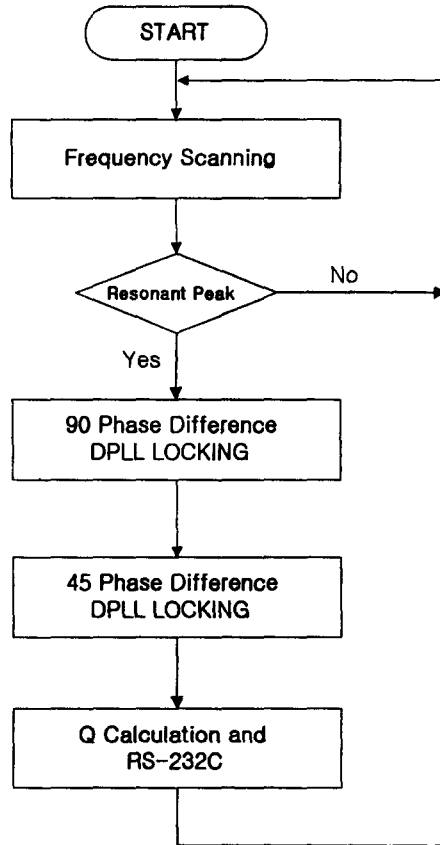 START
Frequency Scanning
Resonant Peak
No
Yes
90 Phase Difference
DPLL LOCKING
45 Phase Difference
DPLL LOCKING
Q Calculation and
RS-232C